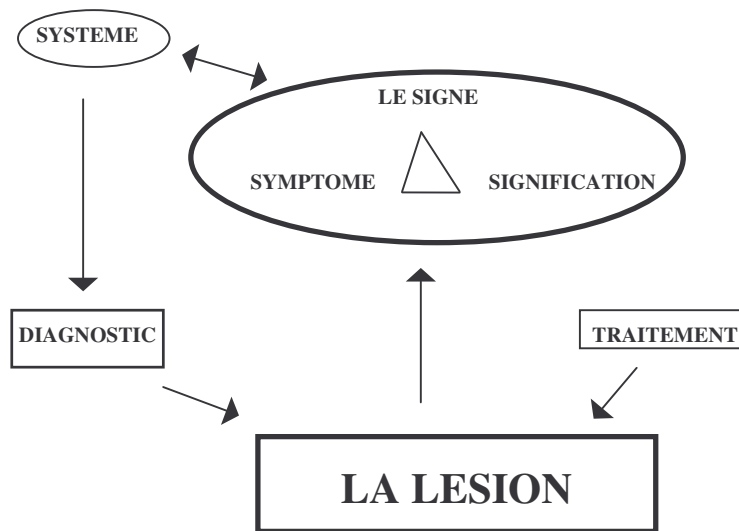 SYSTEME
LE SIGNE
SYMPTOME
SIGNIFICATION
DIAGNOSTIC
TRAITEMENT
LA LESION